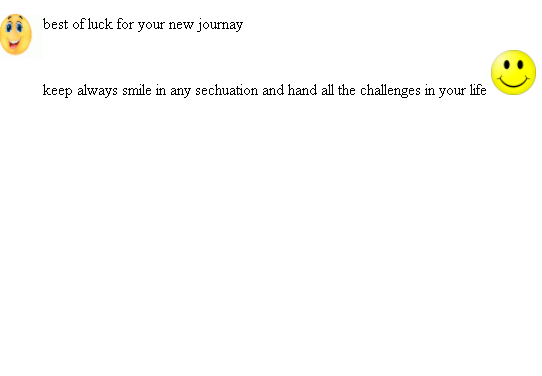 best of luck for your new journay
keep always smile in any sechuation and hand all the challenges in your life